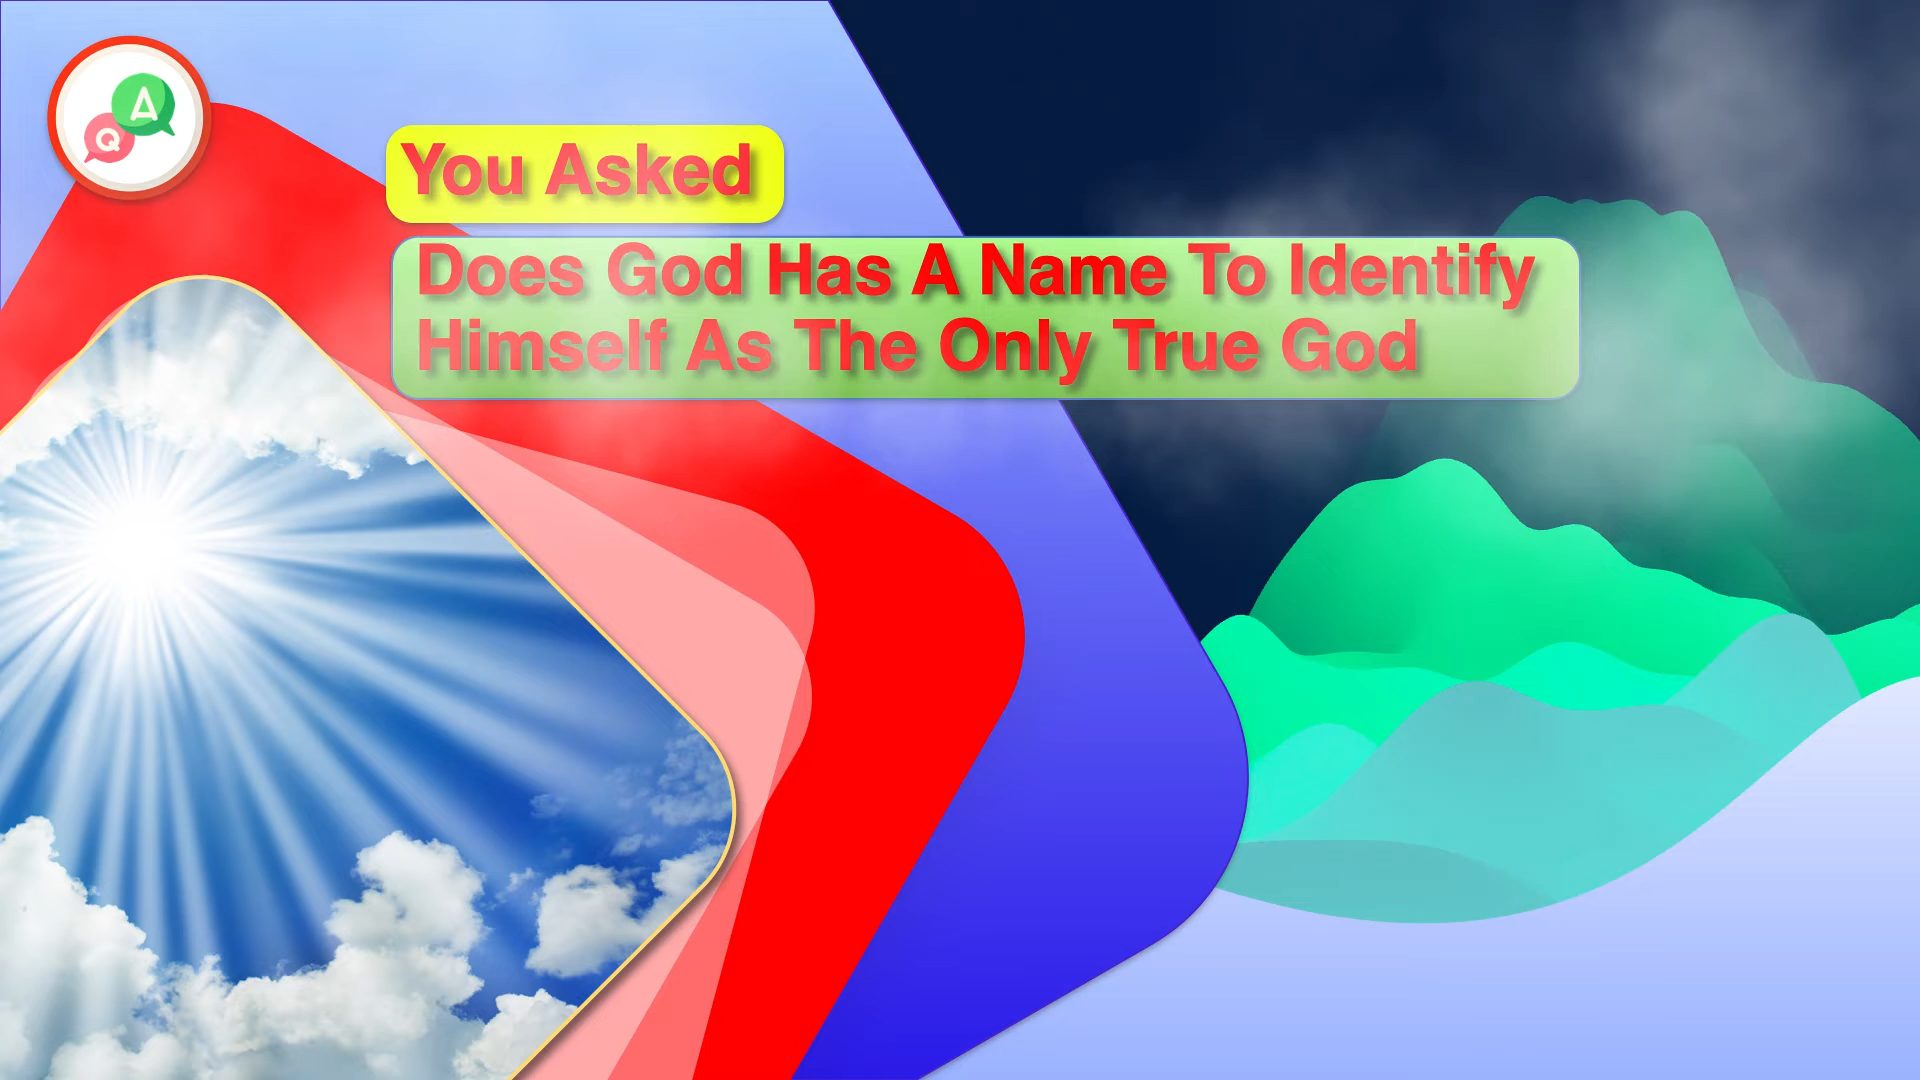 A
Q
You Asked
Does God Has A Name To Identify
Himself As The Only True God